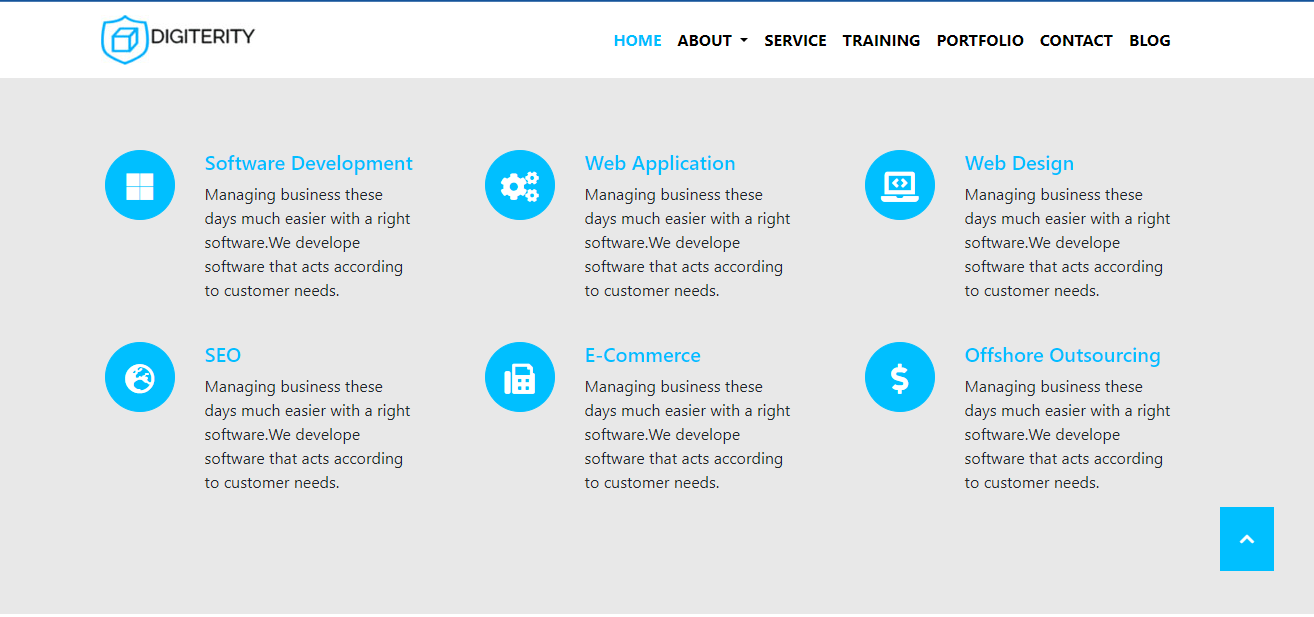 DIGITERITY
HOME ABOUT SERVICE TRAINING PORTFOLIO CONTACT BLOG
Software Development
Managing business these
days much easier with a right
software.We develope
software that acts according
to customer needs.
Web Application
Managing business these
days much easier with a right
software.We develope
software that acts according
to customer needs.
Web Design
Managing business these
days much easier with a right
software.We develope
software that acts according
to customer needs.
SEO
Managing business these
days much easier with a right
software.We develope
software that acts according
to customer needs.
E-Commerce
Managing business these
days much easier with a right
software.We develope
software that acts according
to customer needs.
Offshore Outsourcing
Managing business these
days much easier with a right
software.We develope
software that acts according
to customer needs.